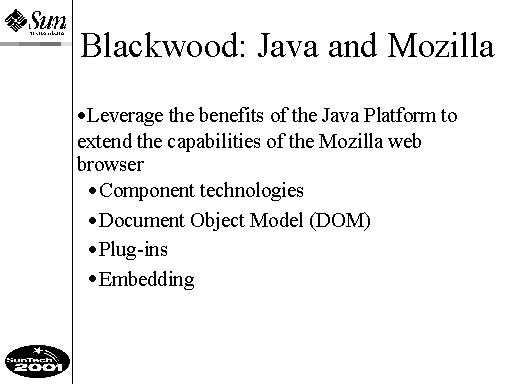 Sun
Blackwood: Java and Mozilla
•Leverage the benefits of the Java Platform to
extend the capabilities of the Mozilla web
browser
•Component technologies
•Document Object Model (DOM)
•Plug-ins
•Embedding
SunTech
2001